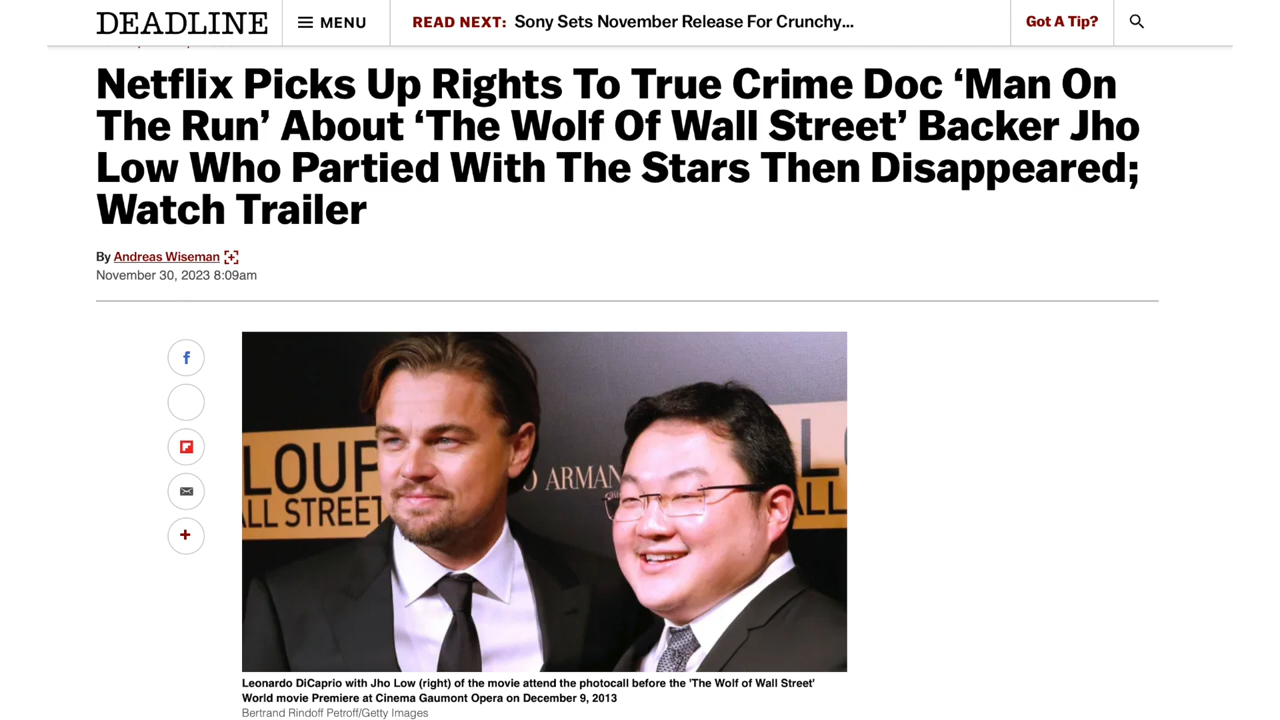 DEADLINE
MENU
READ NEXT: Sony Sets November Release For Crunchy...
Got A Tip?
Netflix Picks Up Rights To True Crime Doc ‘Man On
The Run’ About ‘The Wolf Of Wall Street’ Backer Jho
Low Who Partied With The Stars Then Disappeared;
Watch Trailer
By Andreas Wiseman
November 30, 2023 8:09am
f
LOUP
ALL STREET
O ARMAN
LO
ALL
Leonardo DiCaprio with Jho Low (right) of the movie attend the photocall before the 'The Wolf of Wall Street'
World movie Premiere at Cinema Gaumont Opera on December 9, 2013
Bertrand Rindoff Petroff/Getty Images